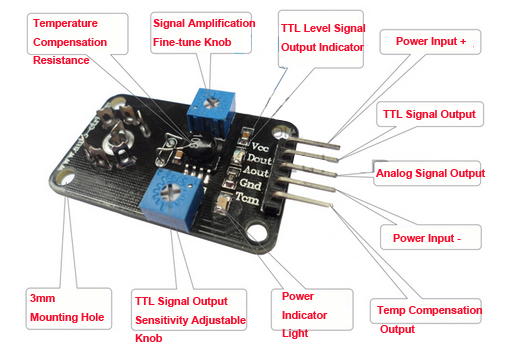 Temperature
Compensation
Resistance
Signal Amplification
Fine-tune Knob
TTL Level Signal
Output Indicator
Power Input +
TTL Signal Output
Analog Signal Output
Power Input -
Temp Compensation
Output
Power
Indicator
Light
TTL Signal Output
Sensitivity Adjustable
Knob
3mm
Mounting Hole
Vcc
Dout
Aout
Gnd
Tcm